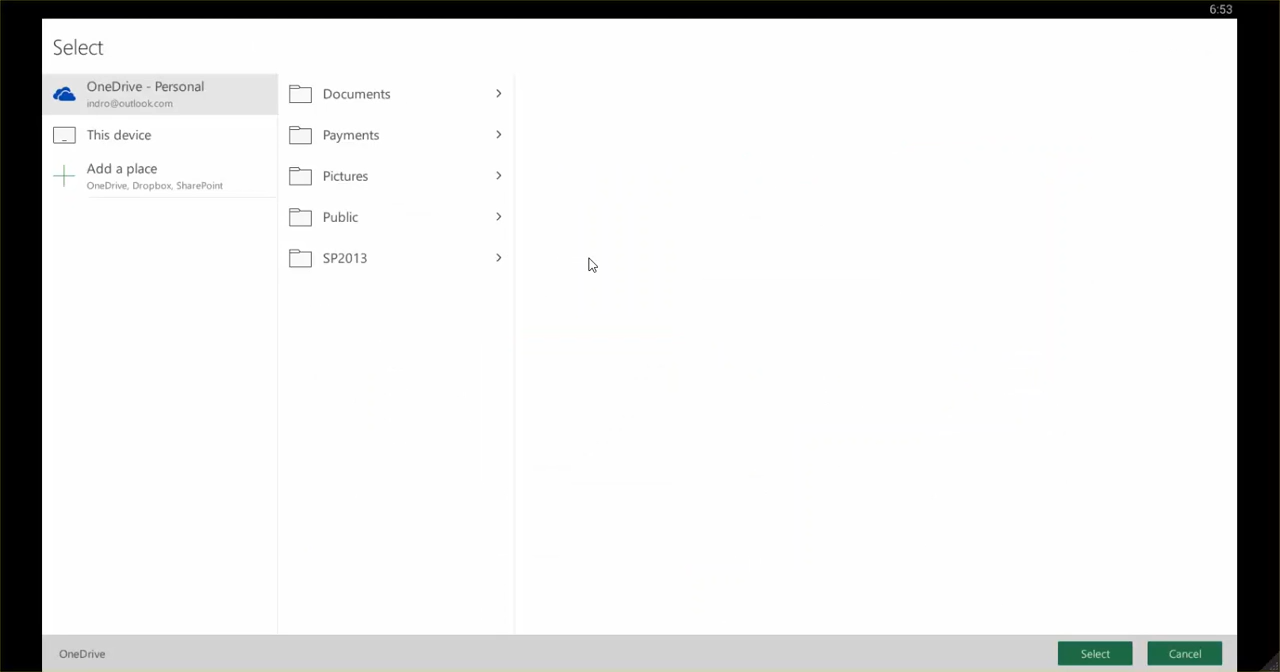 6:53
Select
OneDrive - Personal
indro@outlook.com
This device
Add a place
OneDrive, Dropbox, SharePoint
Documents
Payments
Pictures
Public
SP2013
OneDrive
Select
Cancel